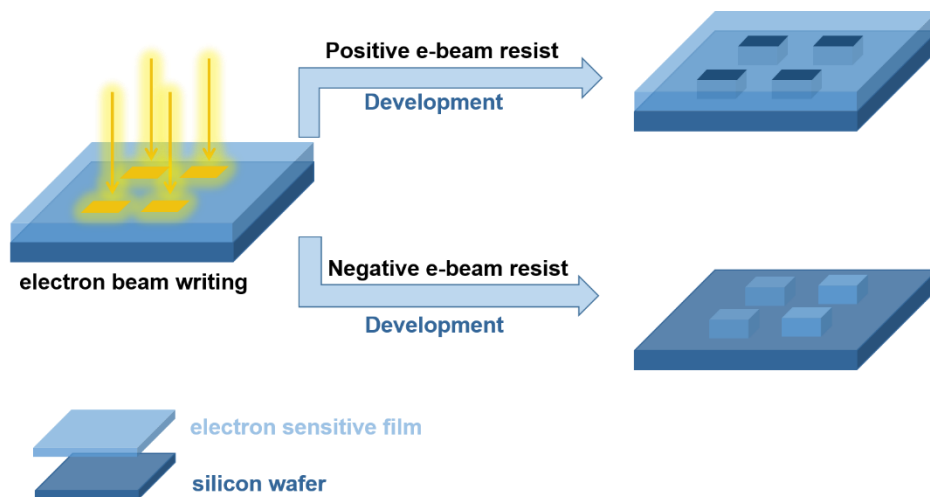 Positive e-beam resist
Development
electron beam writing
Negative e-beam resist
Development
electron sensitive film
silicon wafer